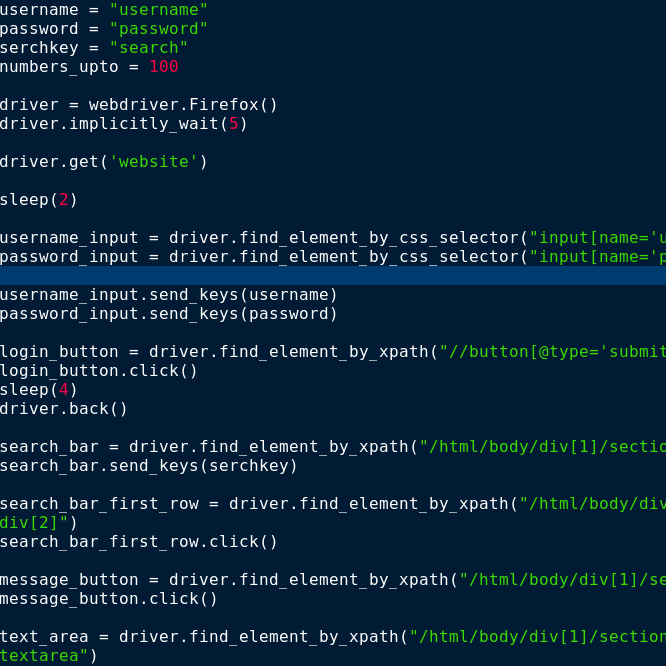 username = "username"
password = "password"
serchkey = "search"
numbers_upto = 100
driver = webdriver.Firefox()
driver.implicitly_wait(5)
driver.get('website')
sleep(2)
username_input = driver.find_element_by_css_selector("input[name='u
password_input = driver.find_element_by_css_selector("input[name='p
username_input.send_keys(username)
password_input.send_keys(password)
login_button = driver.find_element_by_xpath("//button[@type='submit
login_button.click()
sleep(4)
driver.back()
search_bar = driver.find_element_by_xpath("/html/body/div[1]/sectio
search_bar.send_keys(serchkey)
search_bar_first_row = driver.find_element_by_xpath("/html/body/div
div[2]")
search_bar_first_row.click()
message_button = driver.find_element_by_xpath("/html/body/div[1]/se
message_button.click()
text_area = driver.find_element_by_xpath("/html/body/div[1]/section
textarea")